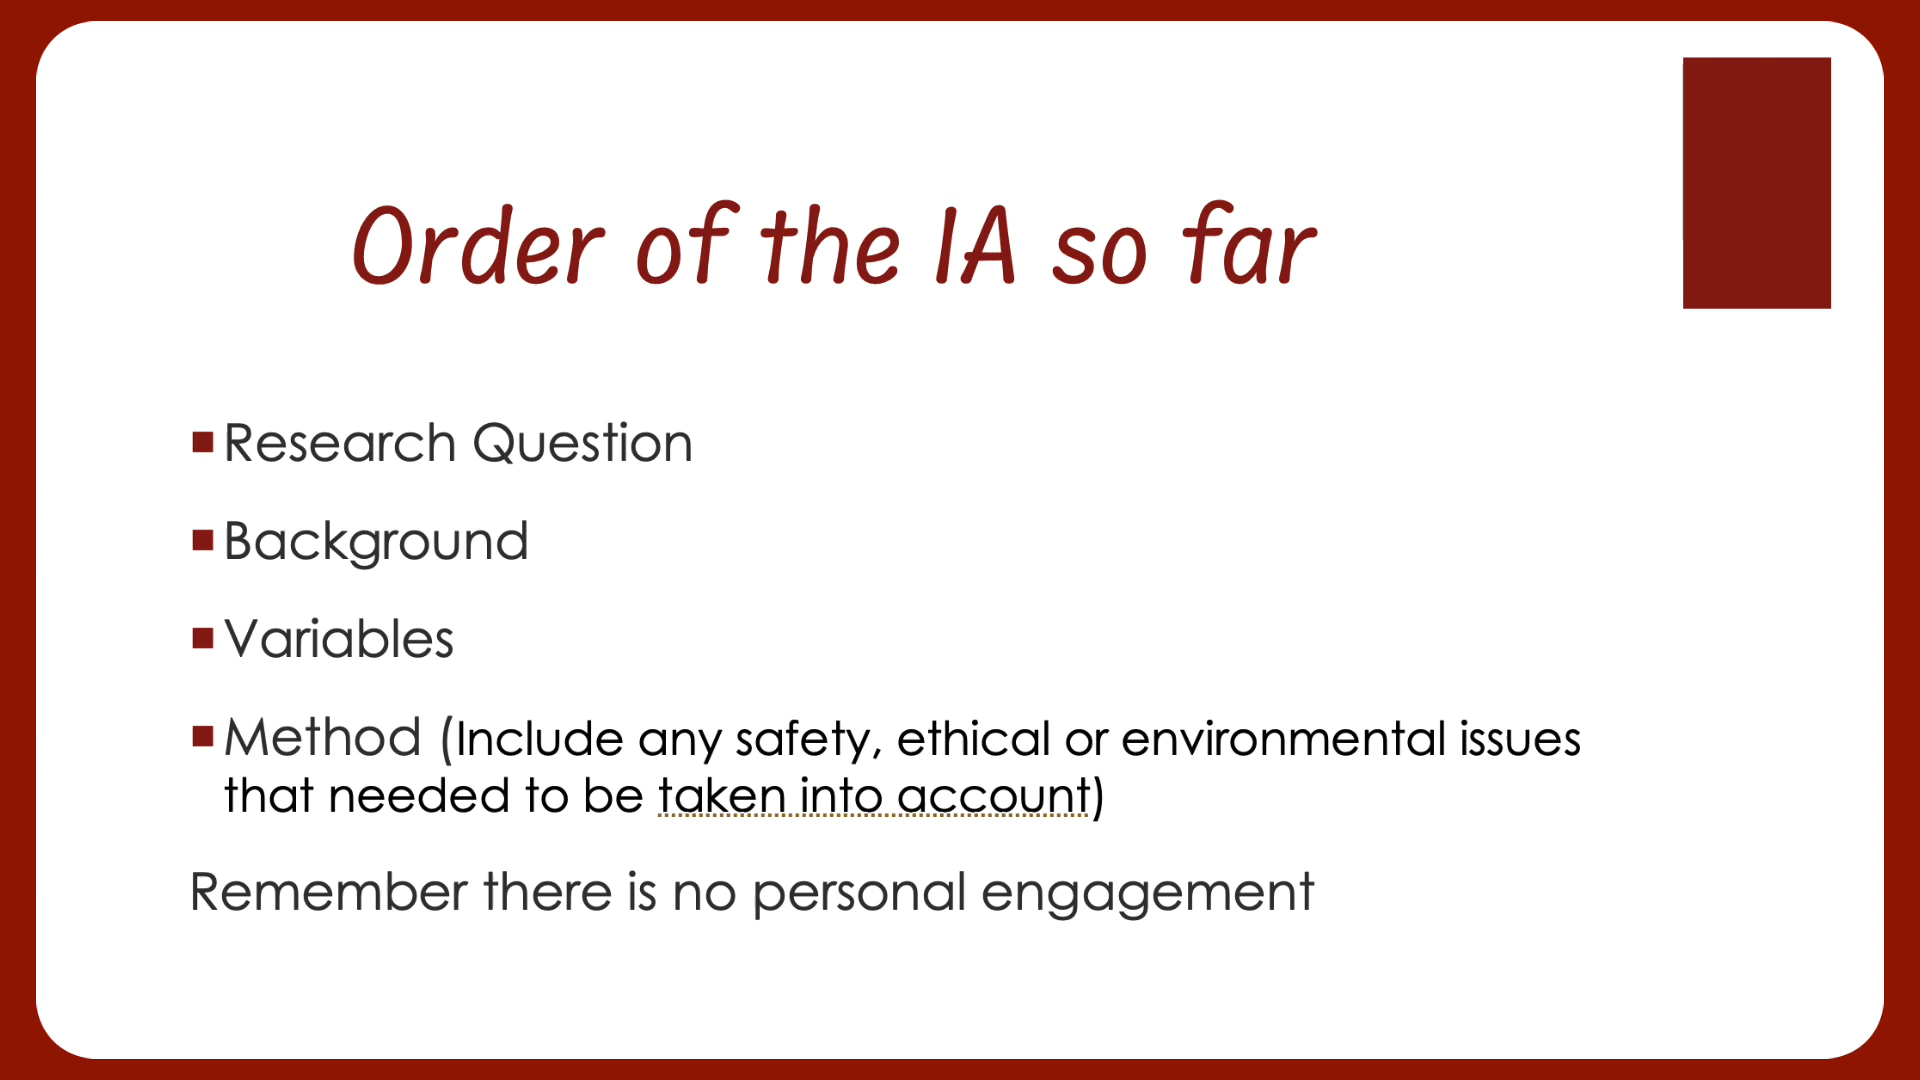 Order of the IA so far
Research Question
Background
Variables
Method (Include any safety, ethical or environmental issues
that needed to be taken into account)
Remember there is no personal engagement